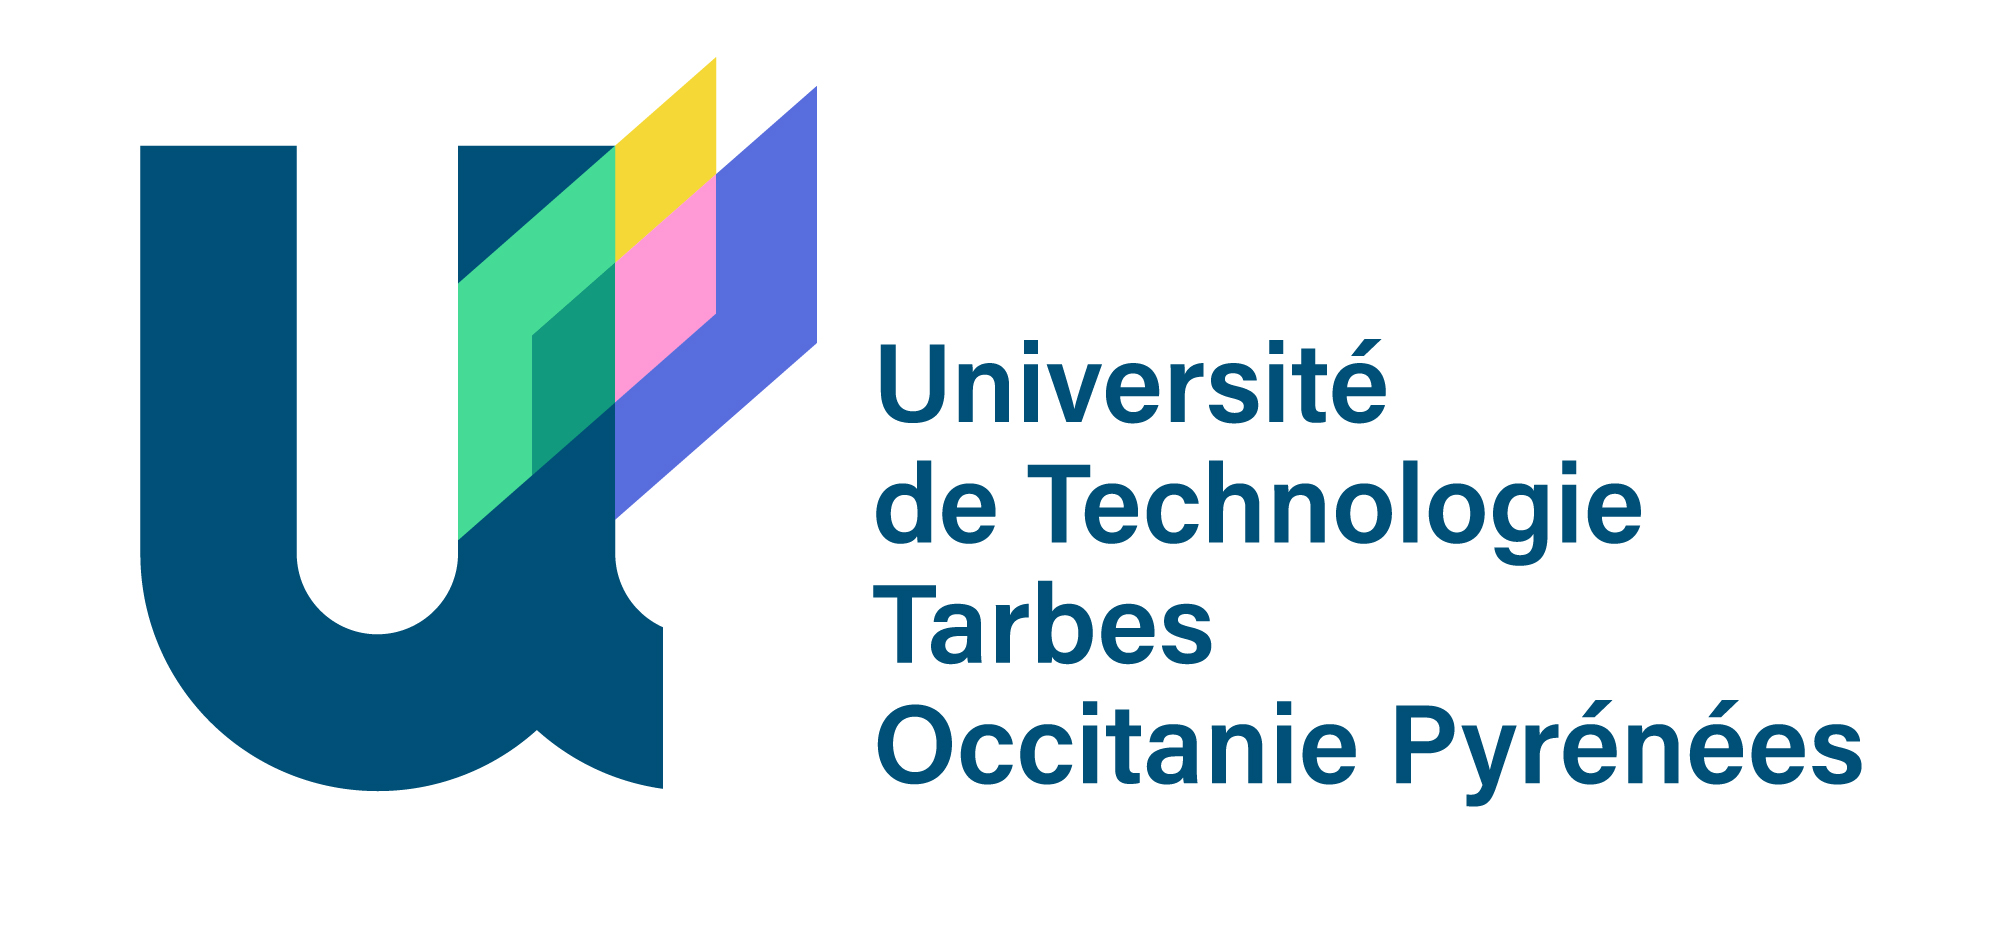 Université
de Technologie
Tarbes
Occitanie Pyrénées